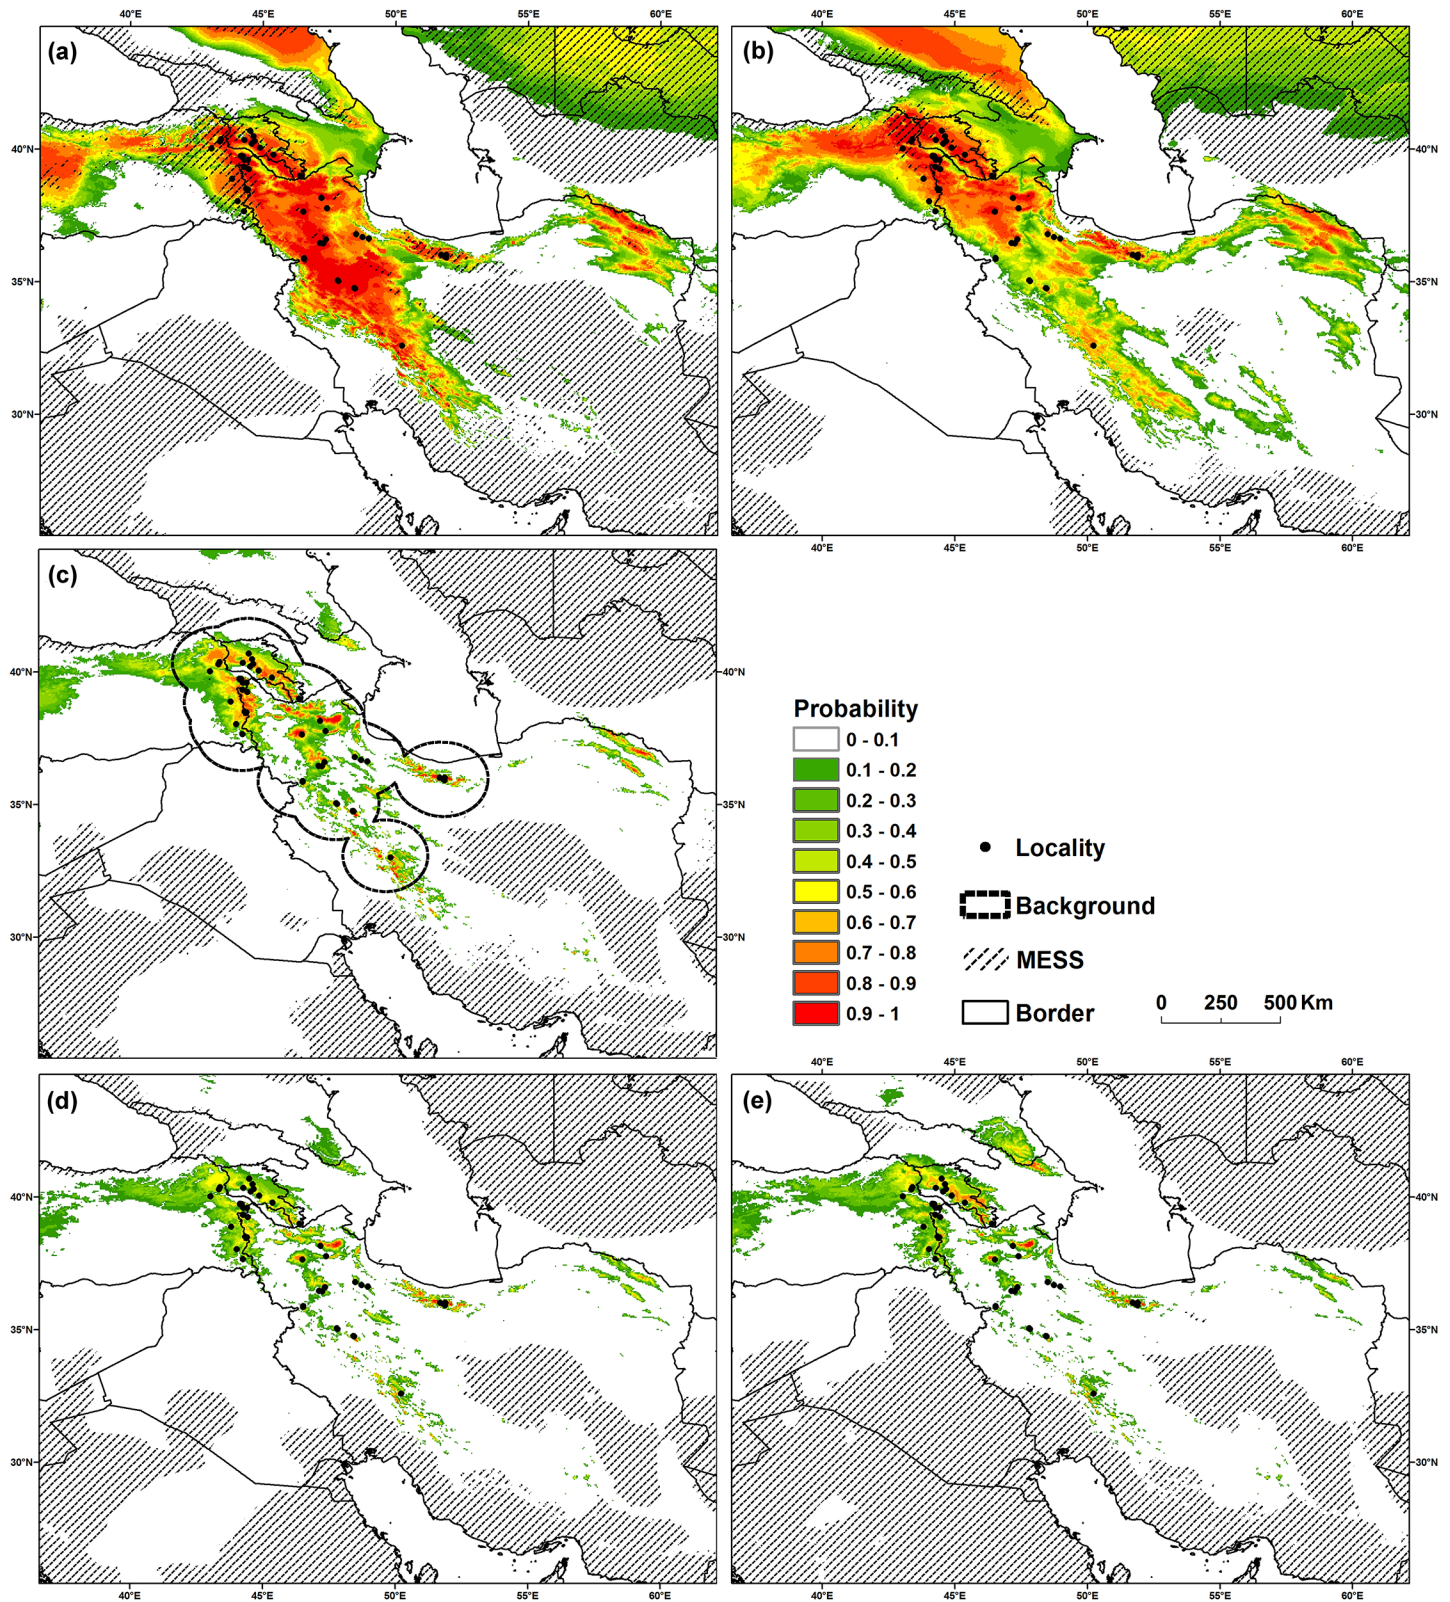 40°E 45°E 50°E 55°E 60°E 40°E 45°E 50°E 55°E 60°E
(a) (b)
40°N 40°N
35°N 35°N
30°N 30°N
40°E 45°E 50°E 55°E 60°E
(c)
40°N 40°N
35°N 35°N
30°N 30°N
Probability
0 - 0.1
0.1 - 0.2
0.2 - 0.3
0.3 - 0.4
0.4 - 0.5
0.5 - 0.6
0.6 - 0.7
0.7 - 0.8
0.8 - 0.9
0.9 - 1
Locality
Background
MESS
Border
0 250 500 Km
40°E 45°E 50°E 55°E 60°E
(d) (e)
40°N 40°N
35°N 35°N
30°N 30°N
40°E 45°E 50°E 55°E 60°E 40°E 45°E 50°E 55°E 60°E